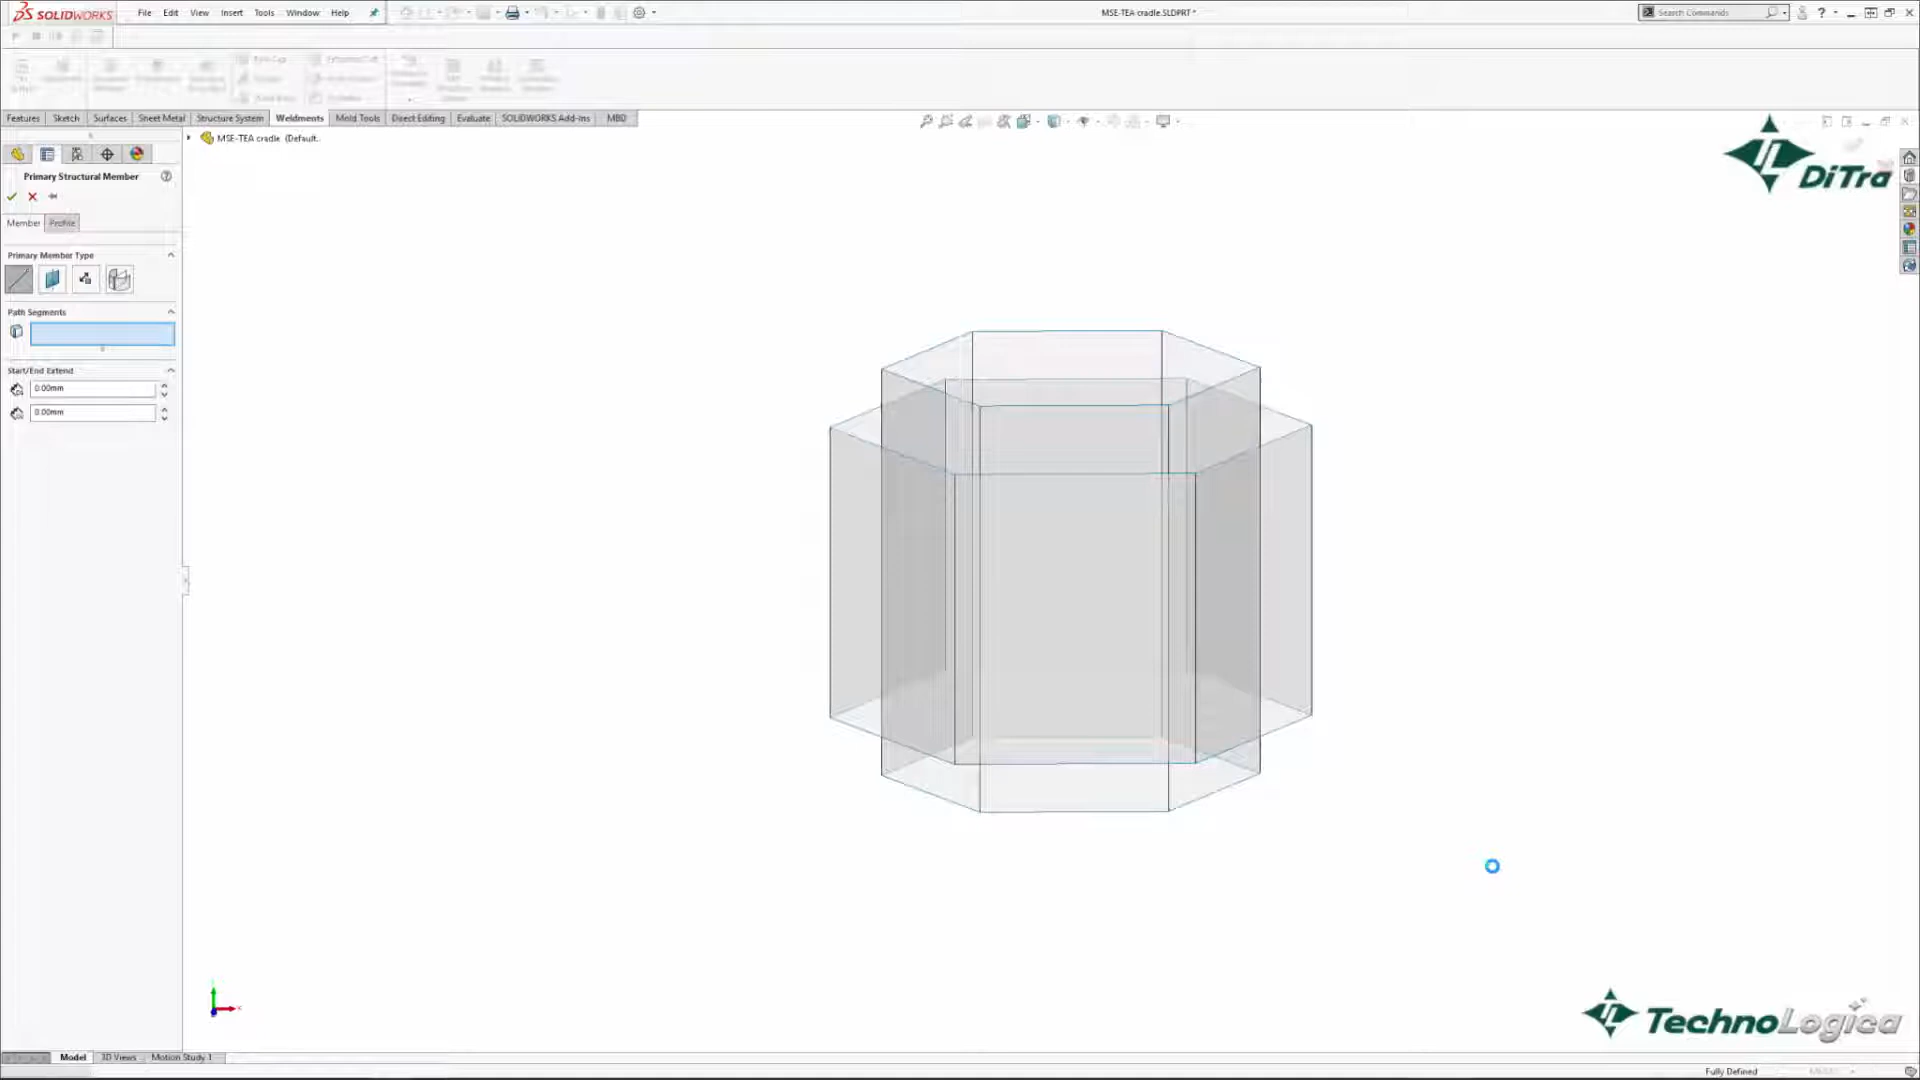 SOLIDWORKS File Edit View Insert Tools Window Help MSE-TEA cradle.SLDPRT * Search Commands ?
Features Sketch Surfaces Sheet Metal Structure System Weldments Mold Tools Direct Editing Evaluate SOLIDWORKS Add-Ins MBD
MSE-TEA cradle (Default..
DiTra
Primary Structural Member
Member Profile
Primary Member Type
Path Segments
Start/End Extend
0.00mm
0.00mm
TechnoLogica
Model 3D Views Motion Study 1
Fully Defined